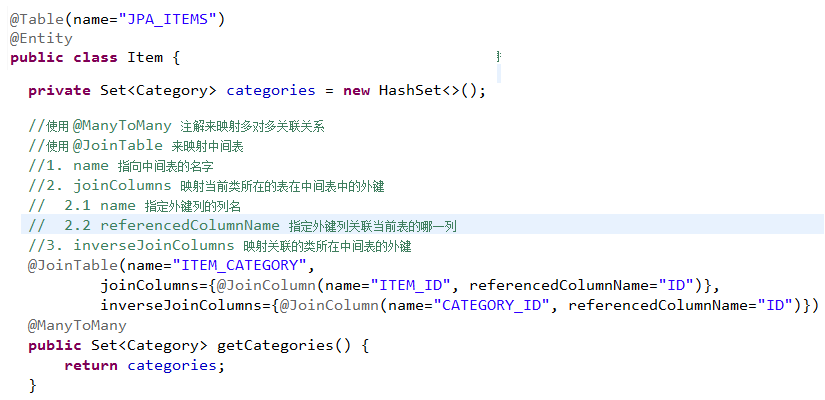 @Table(name="JPA_ITEMS")
@Entity
public class Item {
private Set<Category> categories = new HashSet<>();
//使用 @ManyToMany 注解来映射多对多关联关系
//使用 @JoinTable 来映射中间表
//1. name 指向中间表的名字
//2. joinColumns 映射当前类所在的表在中间表中的外键
//  2.1 name 指定外键列的列名
//  2.2 referencedColumnName 指定外键列关联当前表的哪一列
//3. inverseJoinColumns 映射关联的类所在中间表的外键
@JoinTable(name="ITEM_CATEGORY",
joinColumns={@JoinColumn(name="ITEM_ID", referencedColumnName="ID")},
inverseJoinColumns={@JoinColumn(name="CATEGORY_ID", referencedColumnName="ID")})
@ManyToMany
public Set<Category> getCategories() {
return categories;
}